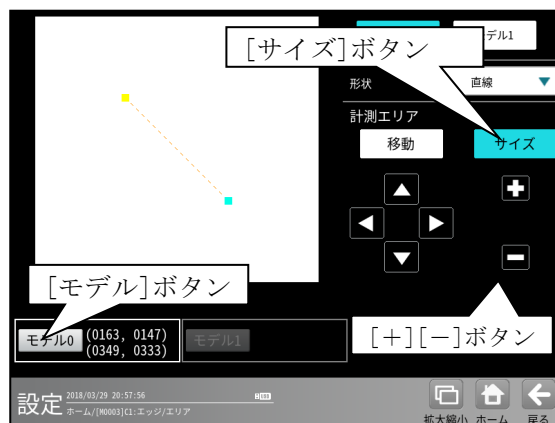 [サイズ]ボタン
デル1
形状
直線
計測エリア
移動
サイズ
[モデル]ボタン
[＋][－]ボタン
モデル0
(0163, 0147)
(0349, 0333)
モデル1
設定
2018/03/29 20:57:56
ホーム/[M0003]C1:エッジ/エリア
拡大縮小
ホーム
戻る